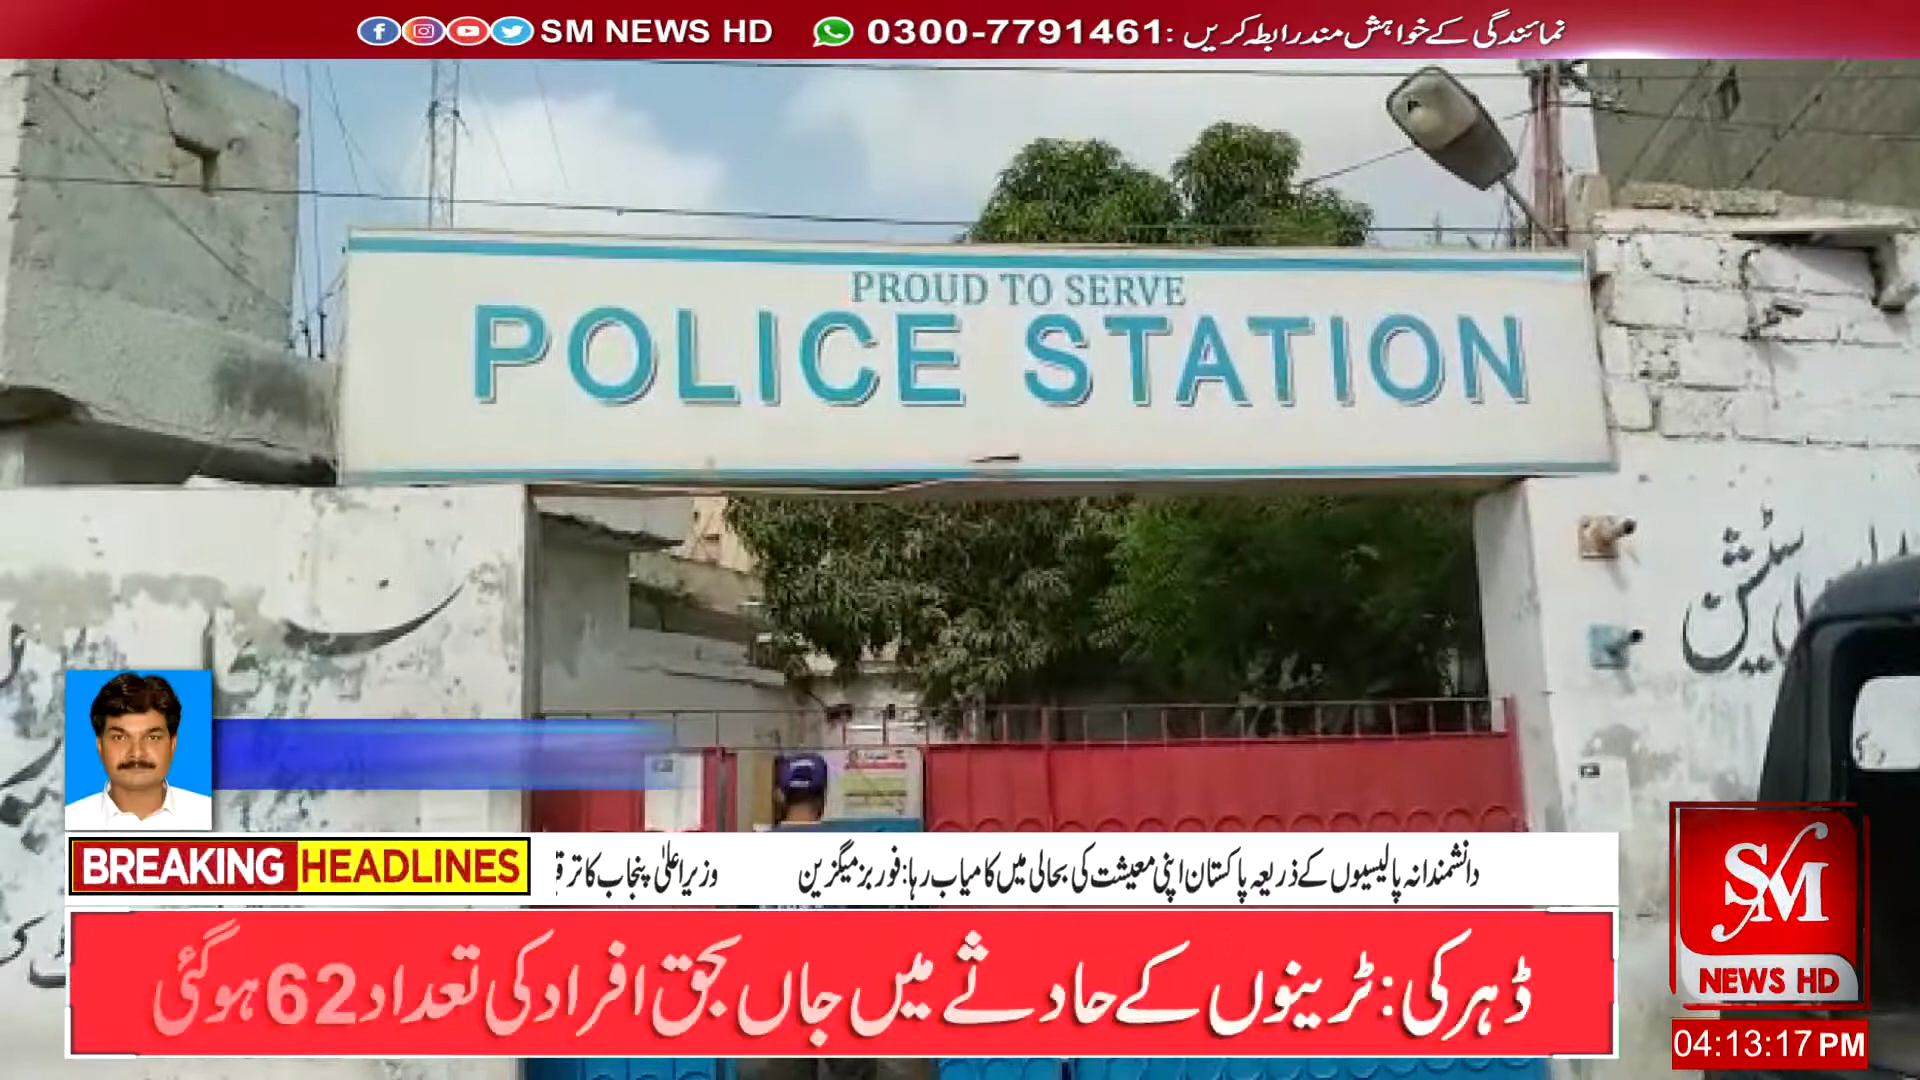 SM NEWS HD 0300-7791461 نمائندگی کے خواہش مند رابطہ کریں :
PROUD TO SERVE
POLICE STATION
سٹیشن
BREAKING HEADLINES
دانشمندانہ پالیسیوں کے ذریعہ پاکستان اپنی معیشت کی بحالی میں کامیاب رہا: فوربز میگزین وزیراعلیٰ پنجاب کا ترق
ڈہرکی: ٹرینوں کے حادثے میں جاں بحق افراد کی تعداد 62 ہوگئی
SM
NEWS HD
04:13:17 PM